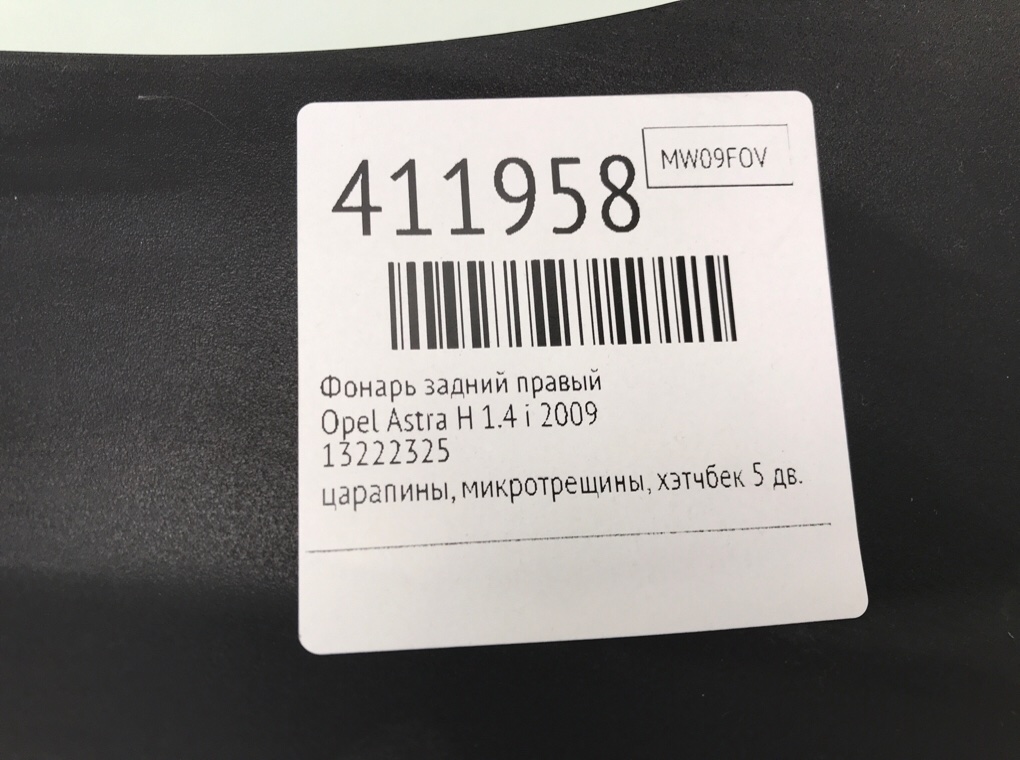 411958
MW09FOV
Фонарь задний правый
Opel Astra H 1.4 i 2009
13222325
царапины, микротрещины, хэтчбек 5 дв.